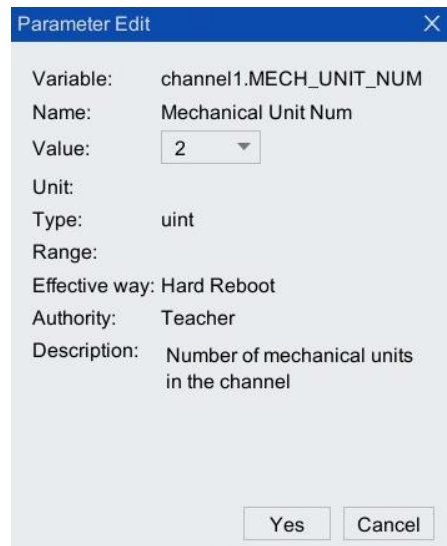 Parameter Edit
Variable: channel1.MECH_UNIT_NUM
Name: Mechanical Unit Num
Value: 2
Unit:
Type: uint
Range:
Effective way: Hard Reboot
Authority: Teacher
Description: Number of mechanical units
in the channel
Yes Cancel